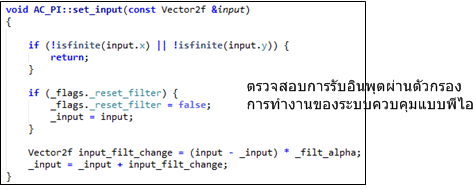 void AC_PI::set_input(const Vector2f &input)
{
if (!isfinite(input.x) || !isfinite(input.y)) {
return;
}
if (_flags._reset_filter) {
_flags._reset_filter = false;
_input = input;
}
Vector2f input_filt_change = (input - _input) * _filt_alpha;
_input = _input + input_filt_change;
}
ตรวจสอบการรับอินพุตผ่านตัวกรอง
การทำงานของระบบควบคุมแบบพีไอ